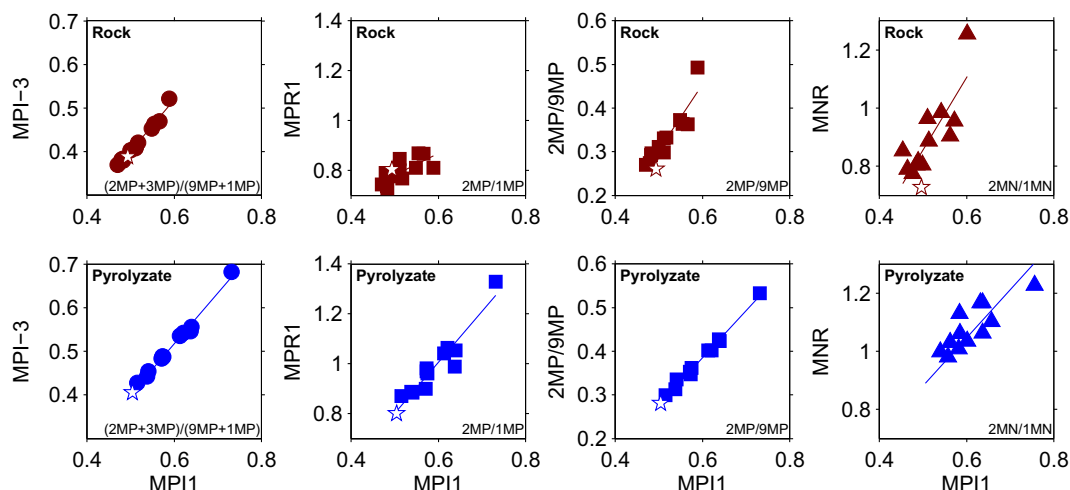 0.7
0.6
0.5
0.4
0.3
MPI−3
Rock
(2MP+3MP)/(9MP+1MP)
0.4 0.6 0.8
1.4
1.2
1
0.8
MPR1
Rock
2MP/1MP
0.4 0.6 0.8
0.6
0.5
0.4
0.3
0.2
2MP/9MP
Rock
2MP/9MP
0.4 0.6 0.8
1.2
1
0.8
MNR
Rock
2MN/1MN
0.4 0.6 0.8
0.7
0.6
0.5
0.4
MPI−3
Pyrolyzate
(2MP+3MP)/(9MP+1MP)
0.4 0.6 0.8
MPI1
1.4
1.2
1
0.8
MPR1
Pyrolyzate
2MP/1MP
0.4 0.6 0.8
MPI1
0.6
0.5
0.4
0.3
0.2
2MP/9MP
Pyrolyzate
2MP/9MP
0.4 0.6 0.8
MPI1
1.2
1
0.8
MNR
Pyrolyzate
2MN/1MN
0.4 0.6 0.8
MPI1